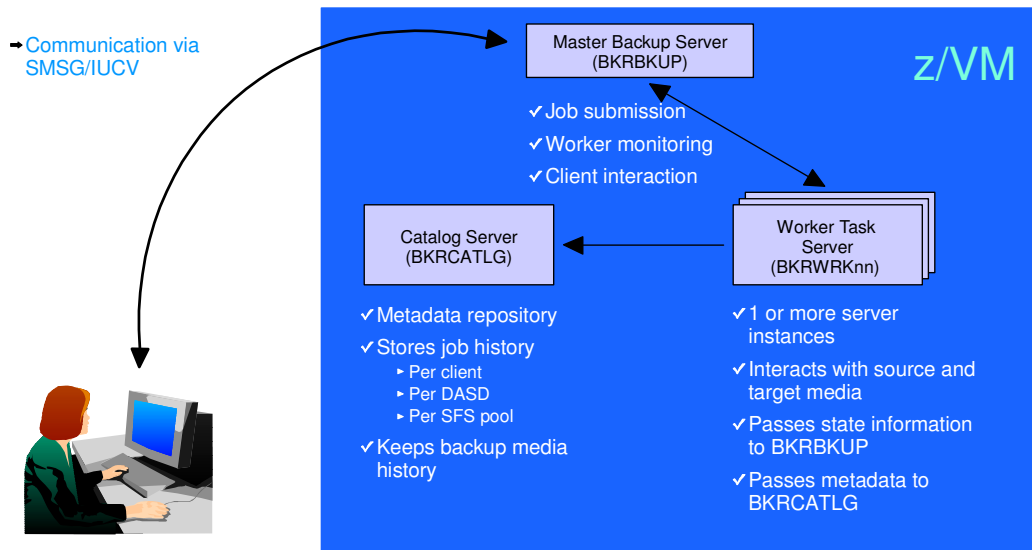 Communication via
SMSG/IUCV
z/VM
Master Backup Server
(BKRBKUP)
Job submission
Worker monitoring
Client interaction
Catalog Server
(BKRCATLG)
Metadata repository
Stores job history
Per client
Per DASD
Per SFS pool
Keeps backup media
history
Worker Task
Server
(BKRWRKnn)
1 or more server
instances
Interacts with source and
target media
Passes state information
to BKRBKUP
Passes metadata to
BKRCATLG